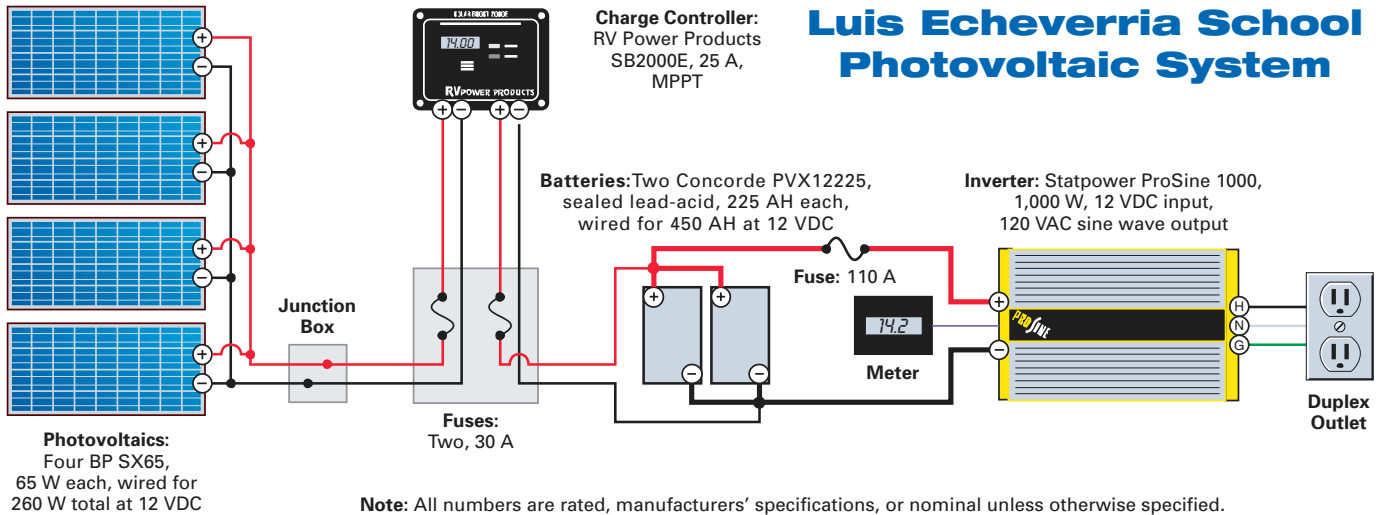 Luis Echeverria School
Photovoltaic System
Charge Controller:
RV Power Products
SB2000E, 25 A,
MPPT
SOLAR BOOST 2000E
14.00
RV POWER PRODUCTS
+
−
+
−
+
−
+
−
+
−
+
−
Batteries:Two Concorde PVX12225,
sealed lead-acid, 225 AH each,
wired for 450 AH at 12 VDC
Inverter: Statpower ProSine 1000,
1,000 W, 12 VDC input,
120 VAC sine wave output
Fuse: 110 A
Junction
Box
+
+
−
−
14.2
Meter
+
−
PROSINE
H
N
G
Duplex
Outlet
Fuses:
Two, 30 A
Photovoltaics:
Four BP SX65,
65 W each, wired for
260 W total at 12 VDC
Note: All numbers are rated, manufacturers’ specifications, or nominal unless otherwise specified.